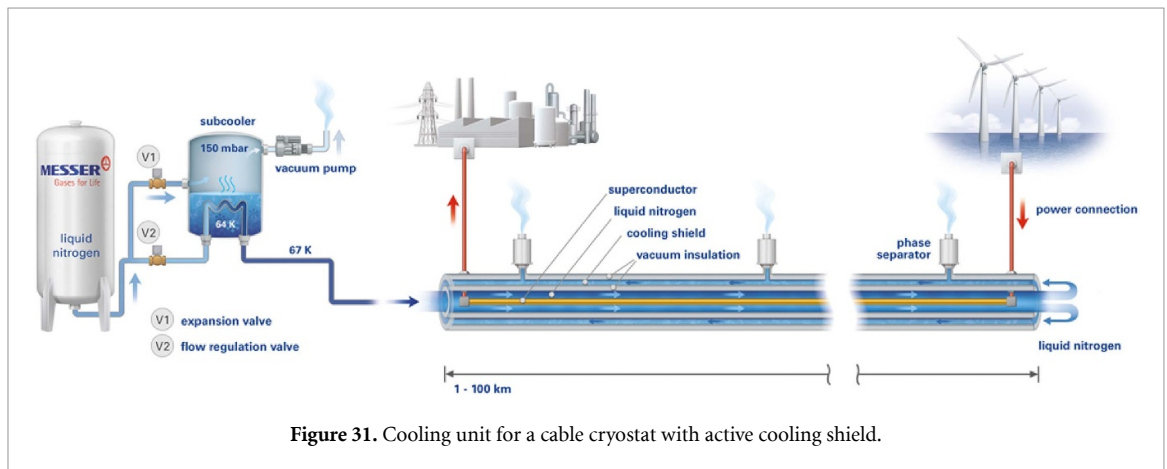 MESSER
Gases for Life
liquid
nitrogen
V1
V2
subcooler
150 mbar
64 K
vacuum pump
67 K
V1 expansion valve
V2 flow regulation valve
superconductor
liquid nitrogen
cooling shield
vacuum insulation
power connection
phase
separator
liquid nitrogen
1 - 100 km
Figure 31. Cooling unit for a cable cryostat with active cooling shield.